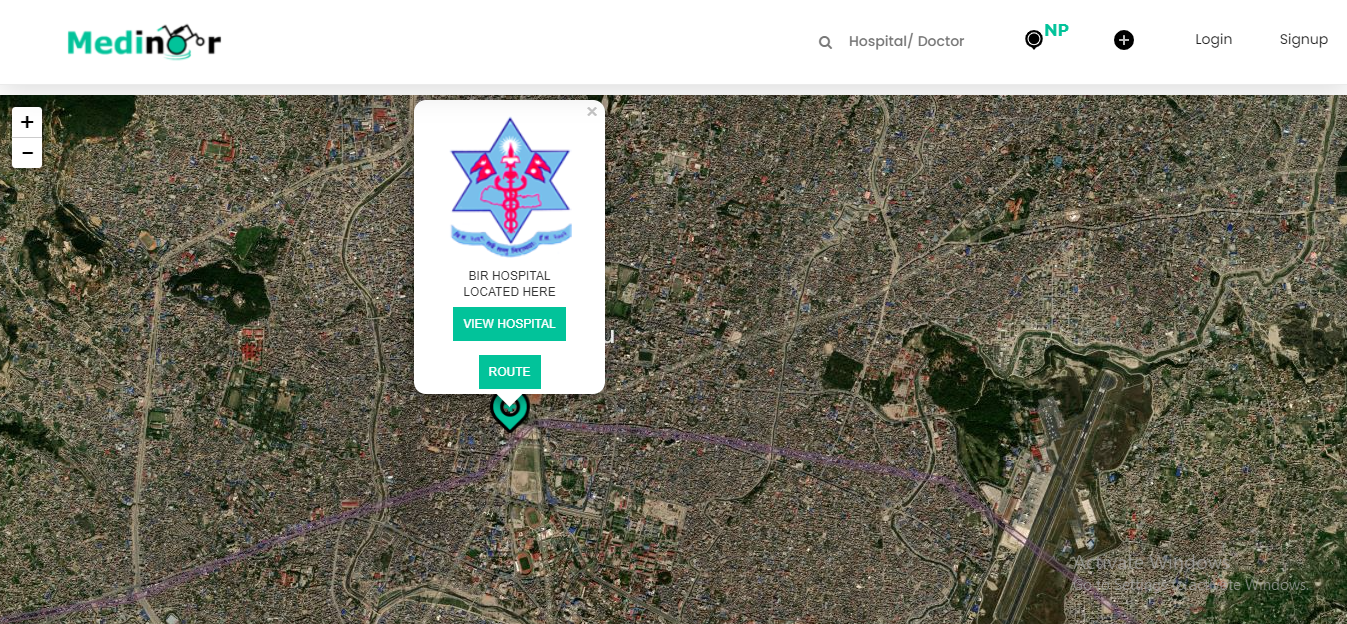 Medinoor
Hospital/ Doctor
NP
Login
Signup
+
-
×
BIR HOSPITAL
LOCATED HERE
VIEW HOSPITAL
ROUTE
u
Activate Windows
Go to Settings to activate Windows.